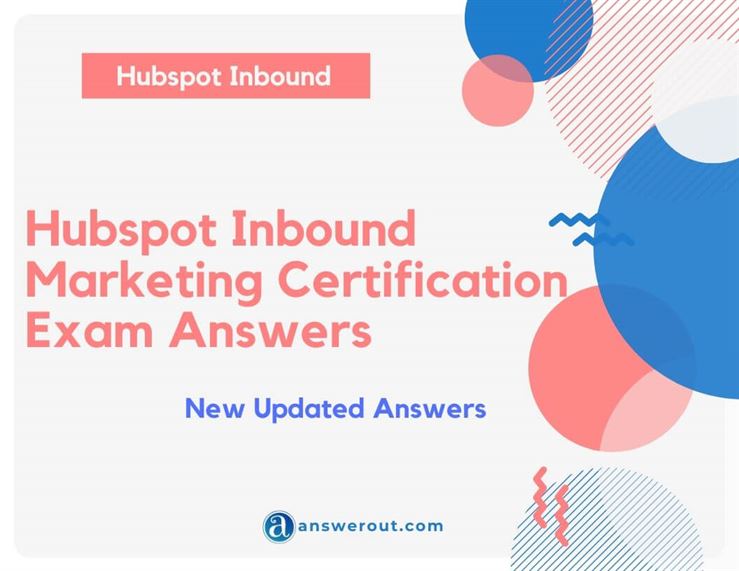 Hubspot Inbound
Hubspot Inbound
Marketing Certification
Exam Answers
New Updated Answers
a answerout.com